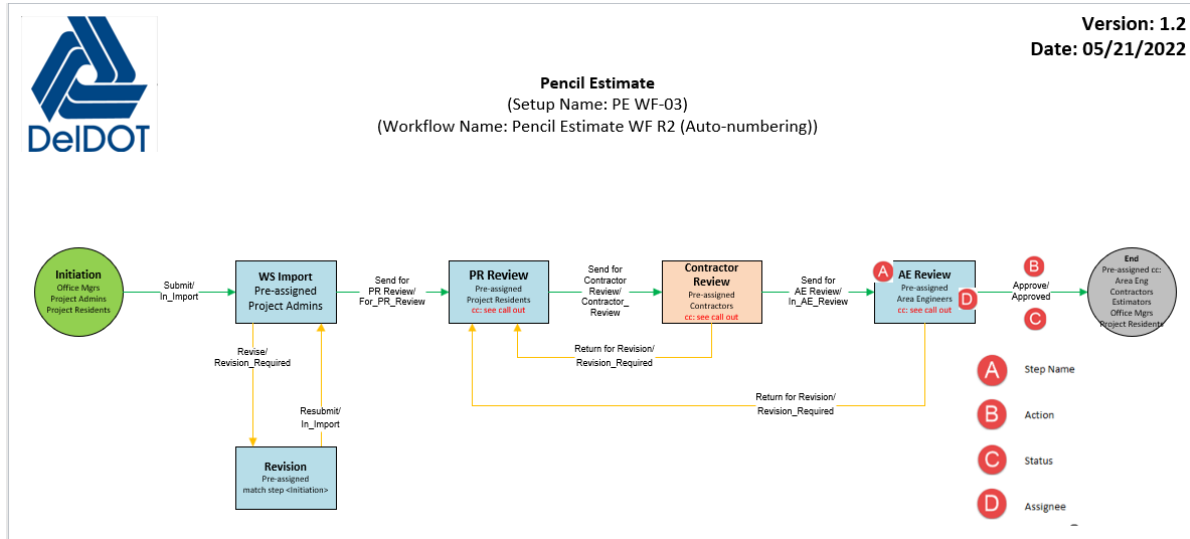 Version: 1.2
Date: 05/21/2022
DelDOT
Pencil Estimate
(Setup Name: PE WF-03)
(Workflow Name: Pencil Estimate WF R2 (Auto-numbering))
Initiation
Office Mgrs
Project Admins
Project Residents
Submit/
In_Import
WS Import
Pre-assigned
Project Admins
Send for
PR Review/
For_PR_Review
PR Review
Pre-assigned
Project Residents
cc: see call out
Send for
Contractor
Review/
Contractor_
Review
Contractor
Review
Pre-assigned
Contractors
cc: see call out
Send for
AE Review/
In_AE_Review
A
AE Review
Pre-assigned
Area Engineers
cc: see call out
D
B
Approve/
Approved
C
End
Pre-assigned cc:
Area Eng
Contractors
Estimators
Office Mgrs
Project Residents
Revise/
Revision_Required
Resubmit/
In_Import
Return for Revision/
Revision_Required
Return for Revision/
Revision_Required
Revision
Pre-assigned
match step <Initiation>
A Step Name
B Action
C Status
D Assignee